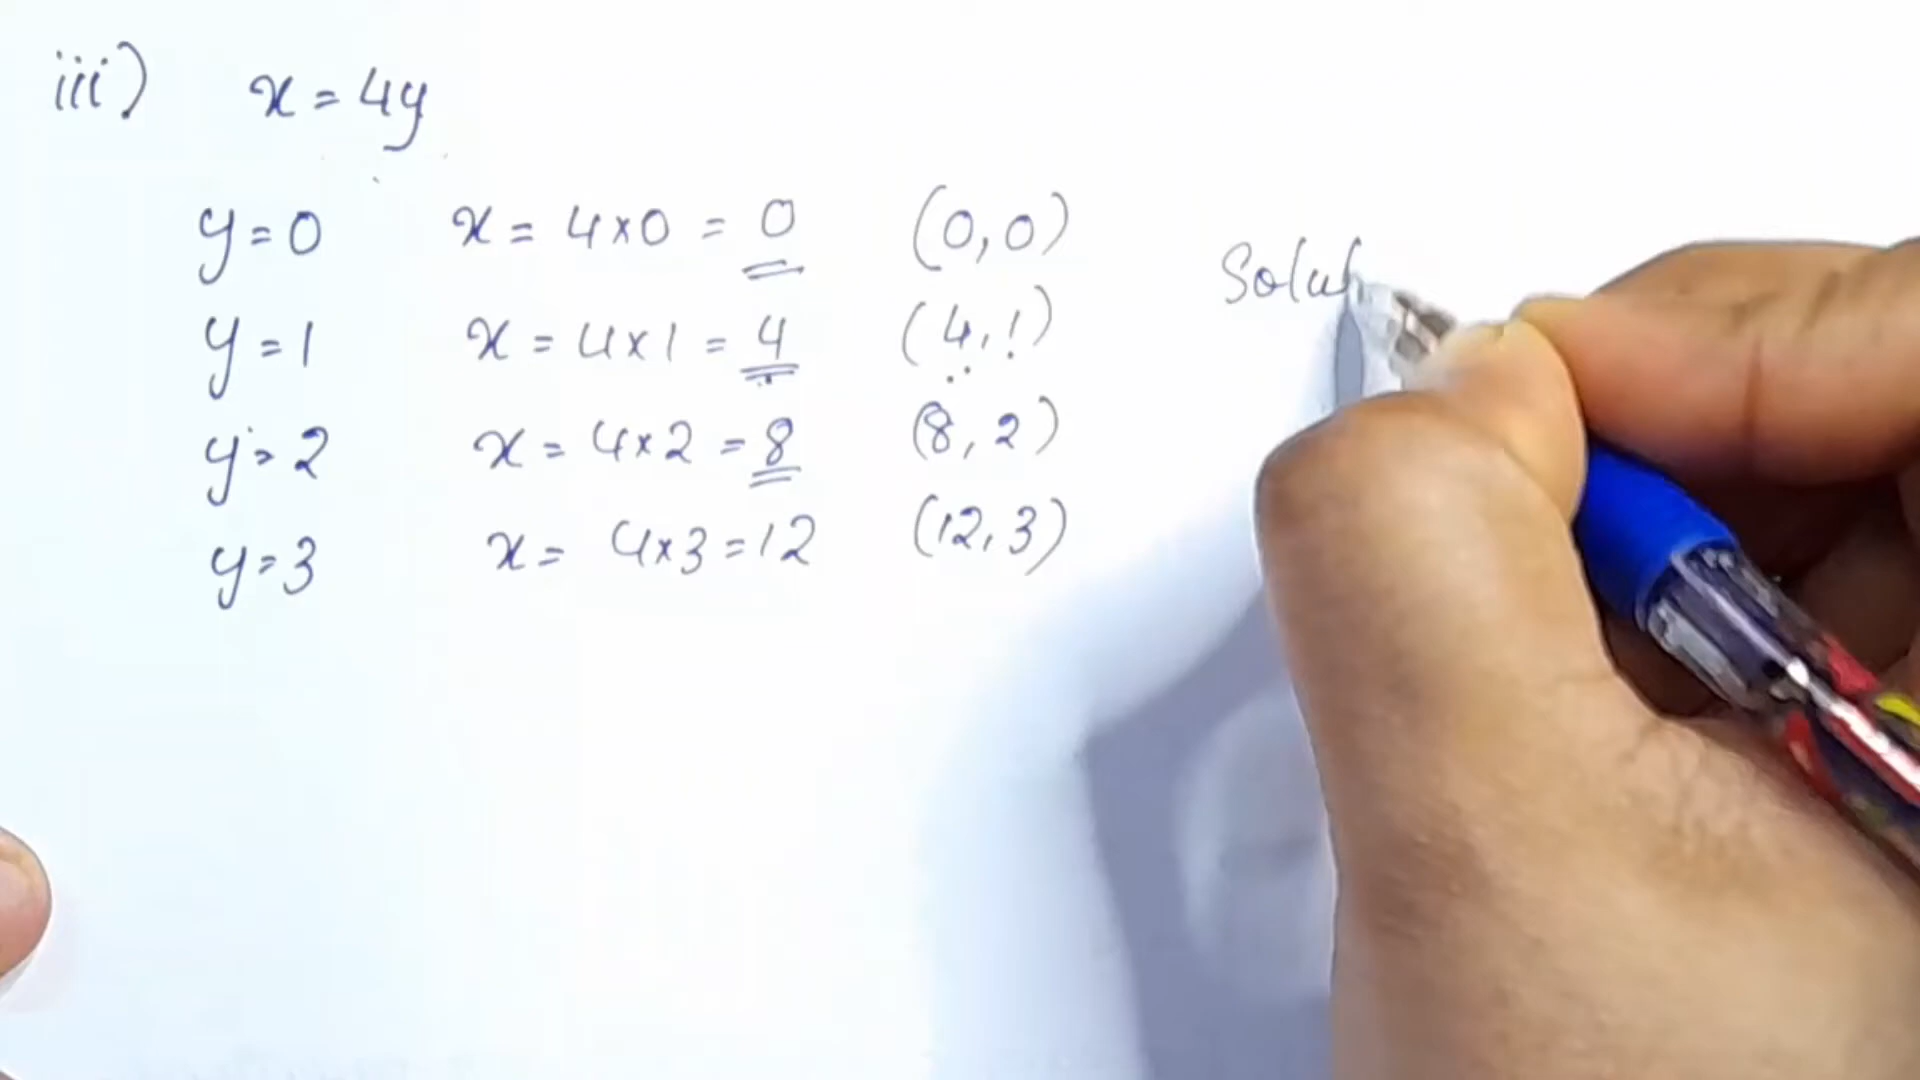 iii) x = 4y
y = 0 x = 4×0 = 0 (0,0)
Solut
y = 1 x = 4×1 = 4 (4,1)
y = 2 x = 4×2 = 8 (8,2)
y = 3 x = 4×3 = 12 (12,3)